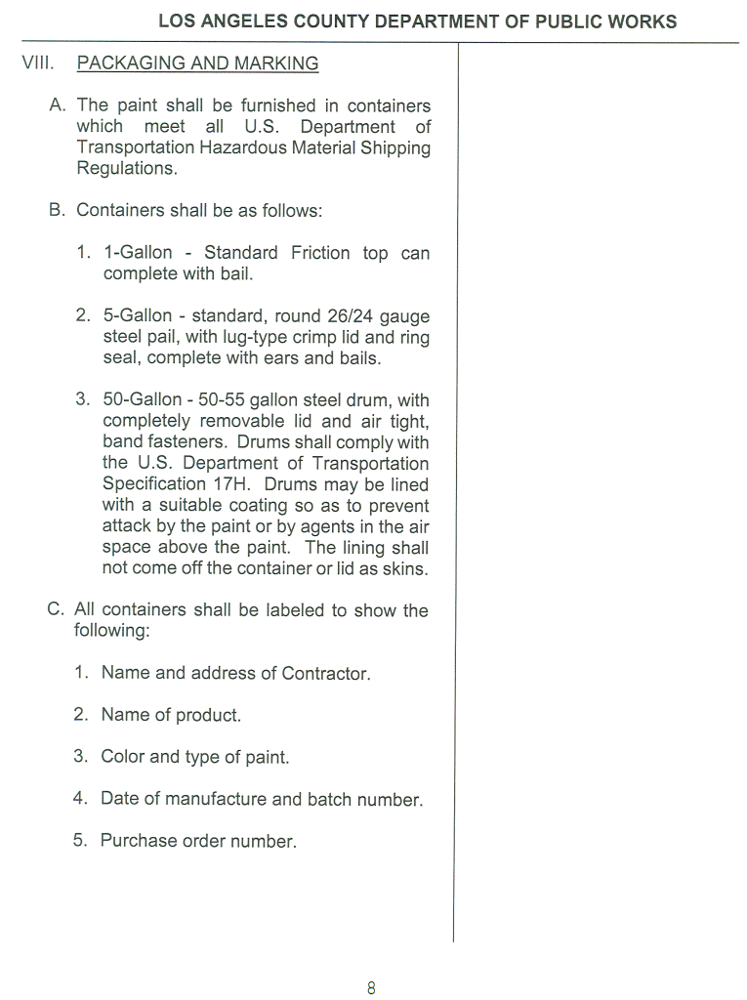 LOS ANGELES COUNTY DEPARTMENT OF PUBLIC WORKS
VIII. PACKAGING AND MARKING
A. The paint shall be furnished in containers
which meet all U.S. Department of
Transportation Hazardous Material Shipping
Regulations.
B. Containers shall be as follows:
1. 1-Gallon - Standard Friction top can
complete with bail.
2. 5-Gallon - standard, round 26/24 gauge
steel pail, with lug-type crimp lid and ring
seal, complete with ears and bails.
3. 50-Gallon - 50-55 gallon steel drum, with
completely removable lid and air tight,
band fasteners. Drums shall comply with
the U.S. Department of Transportation
Specification 17H. Drums may be lined
with a suitable coating so as to prevent
attack by the paint or by agents in the air
space above the paint. The lining shall
not come off the container or lid as skins.
C. All containers shall be labeled to show the
following:
1. Name and address of Contractor.
2. Name of product.
3. Color and type of paint.
4. Date of manufacture and batch number.
5. Purchase order number.
8